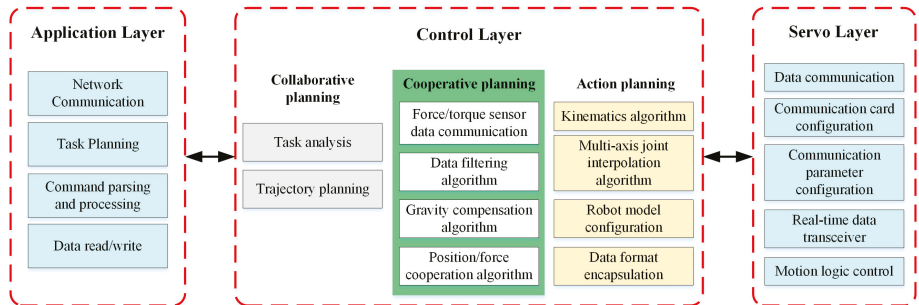 Application Layer
Network
Communication
Task Planning
Command parsing
and processing
Data read/write
Control Layer
Collaborative
planning
Task analysis
Trajectory planning
Cooperative planning
Force/torque sensor
data communication
Data filtering
algorithm
Gravity compensation
algorithm
Position/force
cooperation algorithm
Action planning
Kinematics algorithm
Multi-axis joint
interpolation
algorithm
Robot model
configuration
Data format
encapsulation
Servo Layer
Data communication
Communication card
configuration
Communication
parameter
configuration
Real-time data
transceiver
Motion logic control